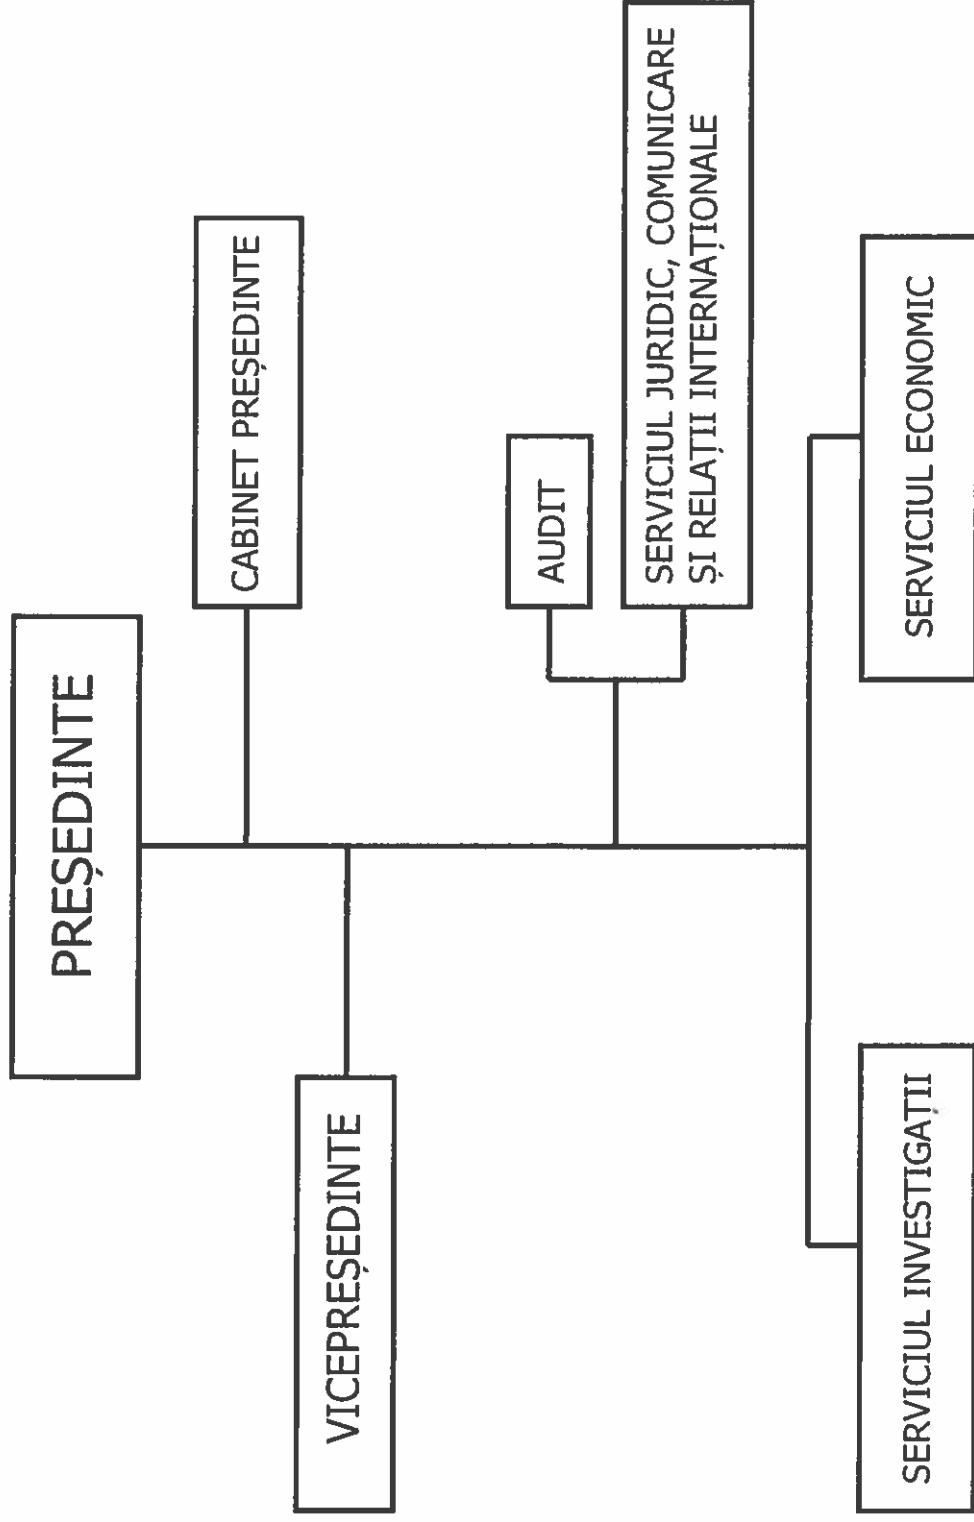 PREȘEDINTE
CABINET PREȘEDINTE
VICEPREȘEDINTE
AUDIT
SERVICIUL JURIDIC, COMUNICARE
ȘI RELAȚII INTERNAȚIONALE
SERVICIUL INVESTIGAȚII
SERVICIUL ECONOMIC